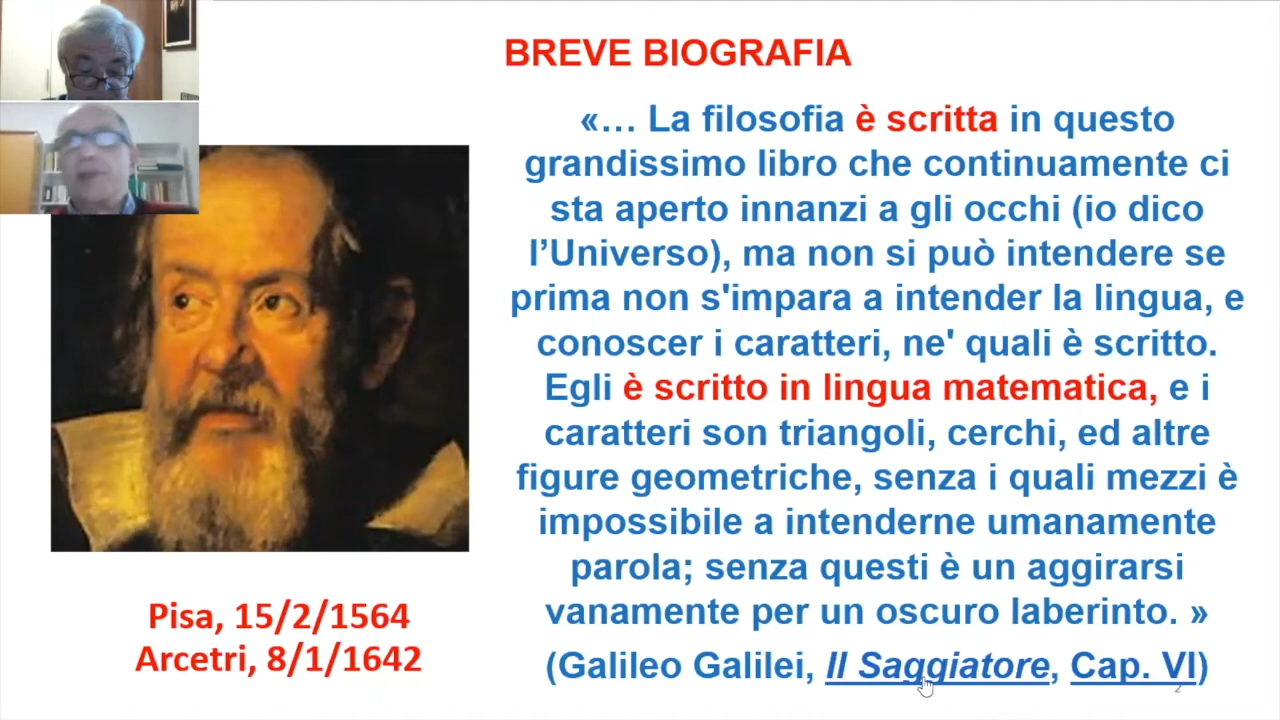 BREVE BIOGRAFIA
«… La filosofia è scritta in questo
grandissimo libro che continuamente ci
sta aperto innanzi a gli occhi (io dico
l’Universo), ma non si può intendere se
prima non s'impara a intender la lingua, e
conoscer i caratteri, ne' quali è scritto.
Egli è scritto in lingua matematica, e i
caratteri son triangoli, cerchi, ed altre
figure geometriche, senza i quali mezzi è
impossibile a intenderne umanamente
parola; senza questi è un aggirarsi
vanamente per un oscuro laberinto. »
(Galileo Galilei, Il Saggiatore, Cap. VI)
Pisa, 15/2/1564
Arcetri, 8/1/1642
2